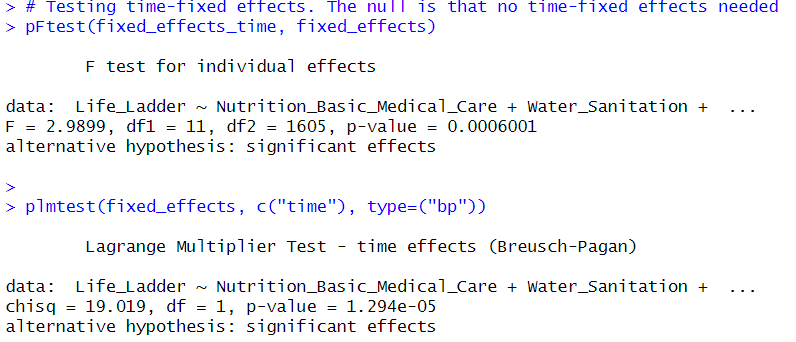 > # Testing time-fixed effects. The null is that no time-fixed effects needed
> pFtest(fixed_effects_time, fixed_effects)
F test for individual effects
data:  Life_Ladder ~ Nutrition_Basic_Medical_Care + Water_Sanitation +  ...
F = 2.9899, df1 = 11, df2 = 1605, p-value = 0.0006001
alternative hypothesis: significant effects
>
> plmtest(fixed_effects, c("time"), type=("bp"))
Lagrange Multiplier Test - time effects (Breusch-Pagan)
data:  Life_Ladder ~ Nutrition_Basic_Medical_Care + Water_Sanitation +  ...
chisq = 19.019, df = 1, p-value = 1.294e-05
alternative hypothesis: significant effects